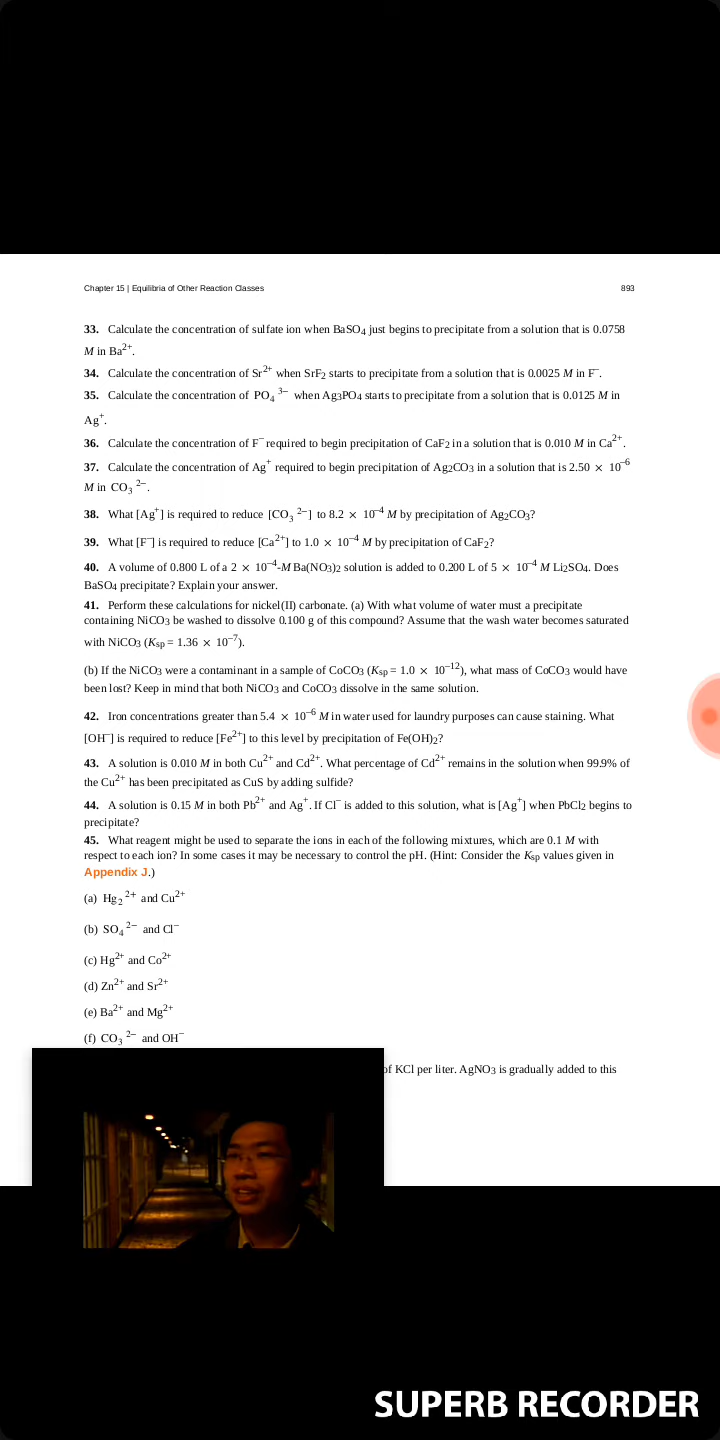 Chapter 15 | Equilibria of Other Reaction Classes 893
33. Calculate the concentration of sulfate ion when BaSO₄ just begins to precipitate from a solution that is 0.0758
M in Ba²⁺.
34. Calculate the concentration of Sr²⁺ when SrF₂ starts to precipitate from a solution that is 0.0025 M in F⁻.
35. Calculate the concentration of PO₄³⁻ when Ag₃PO₄ starts to precipitate from a solution that is 0.0125 M in
Ag⁺.
36. Calculate the concentration of F⁻ required to begin precipitation of CaF₂ in a solution that is 0.010 M in Ca²⁺.
37. Calculate the concentration of Ag⁺ required to begin precipitation of Ag₂CO₃ in a solution that is 2.50 × 10⁻⁶
M in CO₃²⁻.
38. What [Ag⁺] is required to reduce [CO₃²⁻] to 8.2 × 10⁻⁴ M by precipitation of Ag₂CO₃?
39. What [F⁻] is required to reduce [Ca²⁺] to 1.0 × 10⁻⁴ M by precipitation of CaF₂?
40. A volume of 0.800 L of a 2 × 10⁻⁴-M Ba(NO₃)₂ solution is added to 0.200 L of 5 × 10⁻⁴ M Li₂SO₄. Does
BaSO₄ precipitate? Explain your answer.
41. Perform these calculations for nickel(II) carbonate. (a) With what volume of water must a precipitate
containing NiCO₃ be washed to dissolve 0.100 g of this compound? Assume that the wash water becomes saturated
with NiCO₃ (Ksp = 1.36 × 10⁻⁷).
(b) If the NiCO₃ were a contaminant in a sample of CoCO₃ (Ksp = 1.0 × 10⁻¹²), what mass of CoCO₃ would have
been lost? Keep in mind that both NiCO₃ and CoCO₃ dissolve in the same solution.
42. Iron concentrations greater than 5.4 × 10⁻⁶ M in water used for laundry purposes can cause staining. What
[OH⁻] is required to reduce [Fe²⁺] to this level by precipitation of Fe(OH)₂?
43. A solution is 0.010 M in both Cu²⁺ and Cd²⁺. What percentage of Cd²⁺ remains in the solution when 99.9% of
the Cu²⁺ has been precipitated as CuS by adding sulfide?
44. A solution is 0.15 M in both Pb²⁺ and Ag⁺. If Cl⁻ is added to this solution, what is [Ag⁺] when PbCl₂ begins to
precipitate?
45. What reagent might be used to separate the ions in each of the following mixtures, which are 0.1 M with
respect to each ion? In some cases it may be necessary to control the pH. (Hint: Consider the Ksp values given in
Appendix J.)
(a) Hg₂²⁺ and Cu²⁺
(b) SO₄²⁻ and Cl⁻
(c) Hg²⁺ and Co²⁺
(d) Zn²⁺ and Sr²⁺
(e) Ba²⁺ and Mg²⁺
(f) CO₃²⁻ and OH⁻
of KCl per liter. AgNO₃ is gradually added to this
SUPERB RECORDER